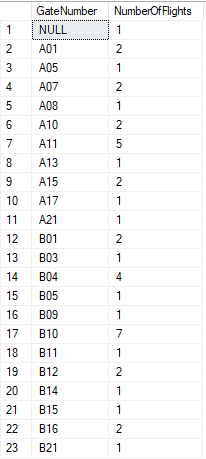 GateNumber NumberOfFlights
1 NULL 1
2 A01 2
3 A05 1
4 A07 2
5 A08 1
6 A10 2
7 A11 5
8 A13 1
9 A15 2
10 A17 1
11 A21 1
12 B01 2
13 B03 1
14 B04 4
15 B05 1
16 B09 1
17 B10 7
18 B11 1
19 B12 2
20 B14 1
21 B15 1
22 B16 2
23 B21 1